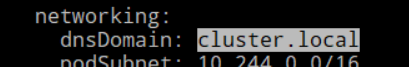 networking:
dnsDomain: cluster.local
podSubnet: 10.244.0.0/16